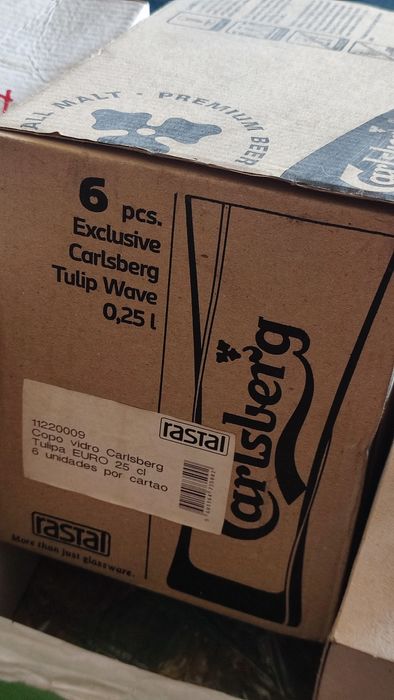 ALL MALT · PREMIUM BEER
Carlsberg
6 pcs.
Exclusive
Carlsberg
Tulip Wave
0,25 l
Carlsberg
rastal
11220009
Copo vidro Carlsberg
Tulipa EURO 25 cl
6 unidades por cartao
rastal
More than just glassware.